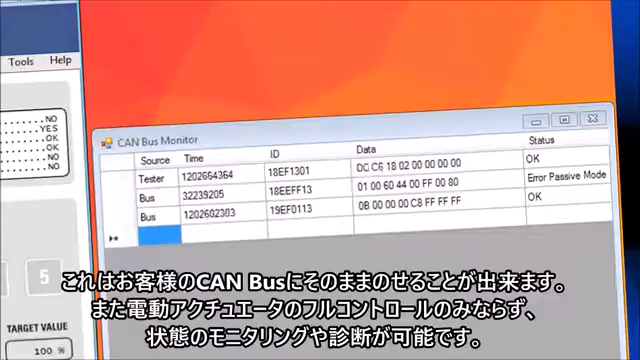 Tools Help
NO
YES
OK
OK
NO
NO
CAN Bus Monitor
Source Time ID Data Status
Tester 1202664364 18EF1301 DC C6 18 02 00 00 00 00 OK
Bus 32239205 18EEFF13 01 00 60 44 00 FF 00 80 Error Passive Mode
Bus 1202602303 19EF0113 0B 00 00 00 C8 FF FF FF OK
5
TARGET VALUE
100 %
これはお客様のCAN Busにそのままのせることが出来ます。
また電動アクチュエータのフルコントロールのみならず、
状態のモニタリングや診断が可能です。